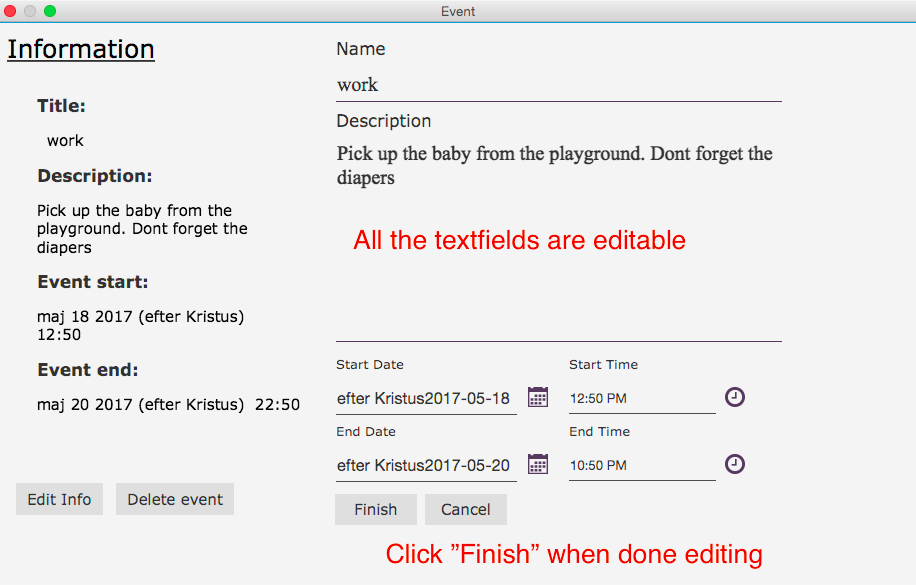 Event
Information
Title:
work
Description:
Pick up the baby from the
playground. Dont forget the
diapers
Event start:
maj 18 2017 (efter Kristus)
12:50
Event end:
maj 20 2017 (efter Kristus)  22:50
Edit Info
Delete event
Name
work
Description
Pick up the baby from the playground. Dont forget the
diapers
All the textfields are editable
Start Date
Start Time
efter Kristus2017-05-18
12:50 PM
End Date
End Time
efter Kristus2017-05-20
10:50 PM
Finish
Cancel
Click ”Finish” when done editing